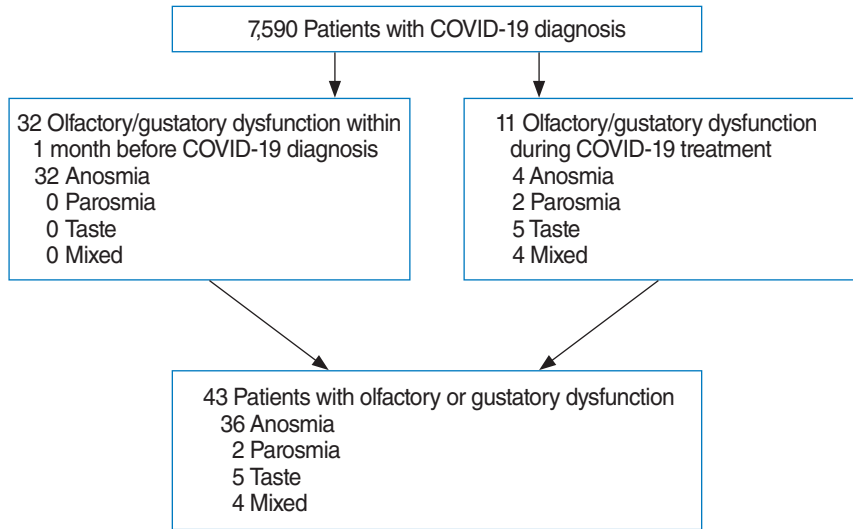 7,590 Patients with COVID-19 diagnosis
32 Olfactory/gustatory dysfunction within
1 month before COVID-19 diagnosis
32 Anosmia
0 Parosmia
0 Taste
0 Mixed
11 Olfactory/gustatory dysfunction
during COVID-19 treatment
4 Anosmia
2 Parosmia
5 Taste
4 Mixed
43 Patients with olfactory or gustatory dysfunction
36 Anosmia
2 Parosmia
5 Taste
4 Mixed